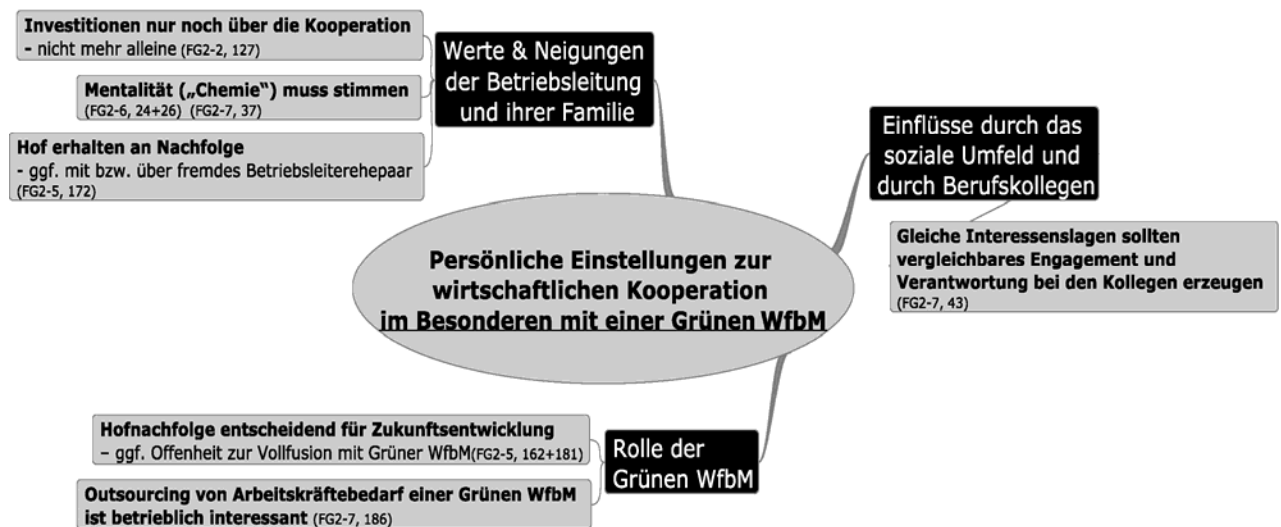 Investitionen nur noch über die Kooperation
– nicht mehr alleine (FG2-2, 127)
Mentalität („Chemie“) muss stimmen
(FG2-6, 24+26) (FG2-7, 37)
Hof erhalten an Nachfolge
- ggf. mit bzw. über fremdes Betriebsleiterehepaar
(FG2-5, 172)
Werte & Neigungen
der Betriebsleitung
und ihrer Familie
Einflüsse durch das
soziale Umfeld und
durch Berufskollegen
Gleiche Interessenslagen sollten
vergleichbares Engagement und
Verantwortung bei den Kollegen erzeugen
(FG2-7, 43)
Persönliche Einstellungen zur
wirtschaftlichen Kooperation
im Besonderen mit einer Grünen WfbM
Hofnachfolge entscheidend für Zukunftsentwicklung
– ggf. Offenheit zur Vollfusion mit Grüner WfbM(FG2-5, 162+181)
Outsourcing von Arbeitskräftebedarf einer Grünen WfbM
ist betrieblich interessant (FG2-7, 186)
Rolle der
Grünen WfbM